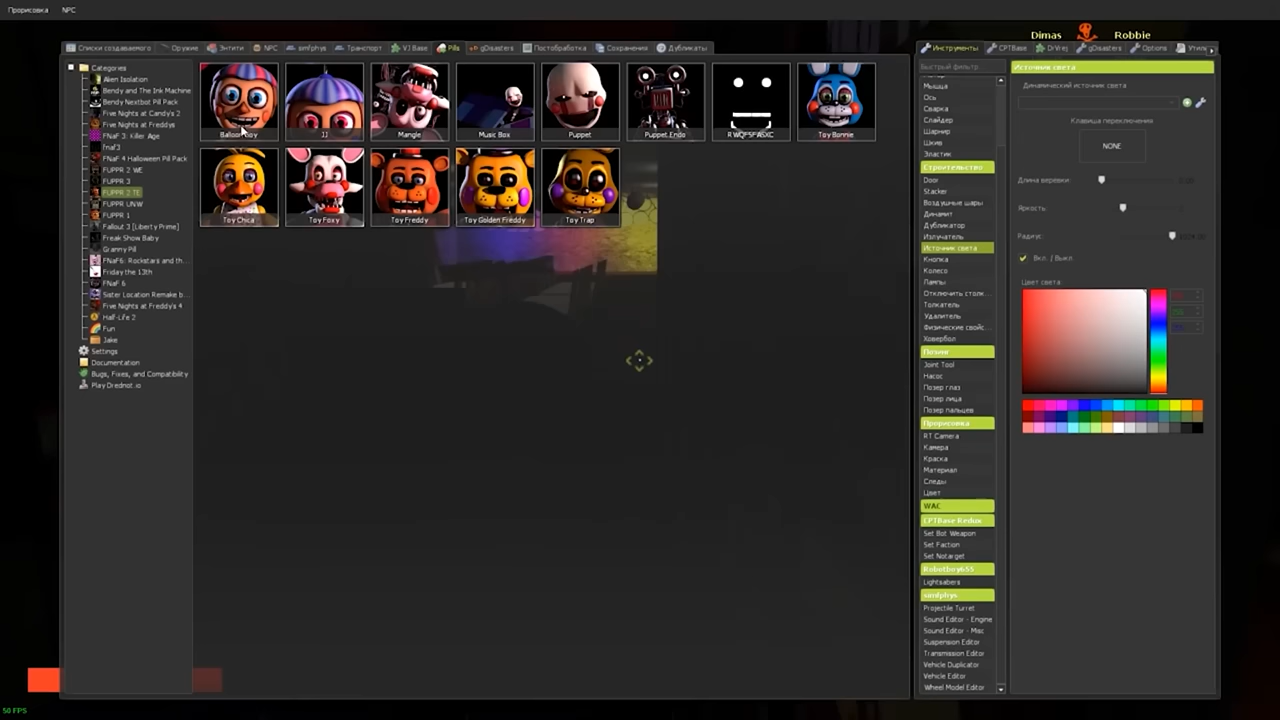 Прорисовка NPC
Dimas Robbie
Списки создаваемого Оружие Энтити NPC simfphys Транспорт VJ Base Pills gDisasters Постобработка Сохранения Дубликаты
Инструменты CPTBase DrVrej gDisasters Options Ути
Categories
Alien Isolation
Bendy and The Ink Machine
Bendy Nextbot Pill Pack
Five Nights at Candy's 2
Five Nights at Freddys
FNaF 3: Killer Age
fnaf3
FNaF 4 Halloween Pill Pack
FUPPR 2 WE
FUPPR 3
FUPPR 2 TE
FUPPR UNW
FUPPR 1
Fallout 3 [Liberty Prime]
Freak Show Baby
Granny Pill
FNaF6: Rockstars and th...
Friday the 13th
FNaF 6
Sister Location Remake b...
Five Nights at Freddy's 4
Half-Life 2
Fun
Jake
Settings
Documentation
Bugs, Fixes, and Compatibility
Play Drednot.io
Balloon Boy JJ Mangle Music Box Puppet Puppet Endo RWQFSFASXC Toy Bonnie
Toy Chica Toy Foxy Toy Freddy Toy Golden Freddy Toy Trap
Быстрый фильтр
Мышца
Ось
Сварка
Слайдер
Шарнир
Шкив
Эластик
Строительство
Door
Stacker
Воздушные шары
Динамит
Дубликатор
Излучатель
Источник света
Кнопка
Колесо
Лампы
Отключить столк...
Толкатель
Удалитель
Физические свойс...
Ховербол
Позинг
Joint Tool
Насос
Позер глаз
Позер лица
Позер пальцев
Прорисовка
RT Camera
Камера
Краска
Материал
Следы
Цвет
WAC
CPTBase Redux
Set Bot Weapon
Set Faction
Set Notarget
Robotboy655
Lightsabers
simfphys
Projectile Turret
Sound Editor - Engine
Sound Editor - Misc
Suspension Editor
Transmission Editor
Vehicle Duplicator
Vehicle Editor
Wheel Model Editor
Источник света
Динамический источник света
Клавиша переключения
NONE
Длина веревки:
Яркость:
Радиус:
Вкл. / Выкл.
Цвет света
50 FPS